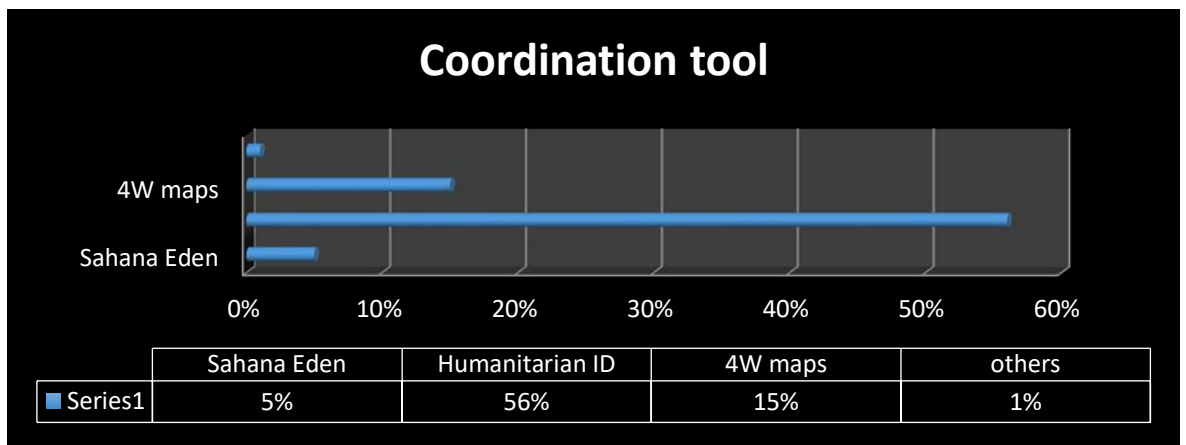 Coordination tool
4W maps
Sahana Eden
0% 10% 20% 30% 40% 50% 60%
Sahana Eden Humanitarian ID 4W maps others
Series1 5% 56% 15% 1%